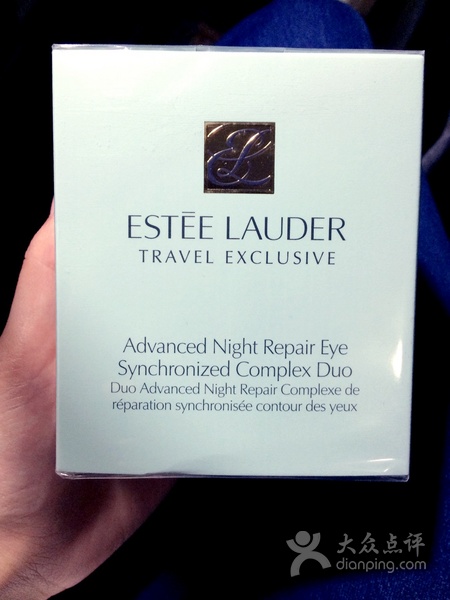 ESTĒE LAUDER
TRAVEL EXCLUSIVE
Advanced Night Repair Eye
Synchronized Complex Duo
Duo Advanced Night Repair Complexe de
réparation synchronisée contour des yeux
大众点评
dianping.com